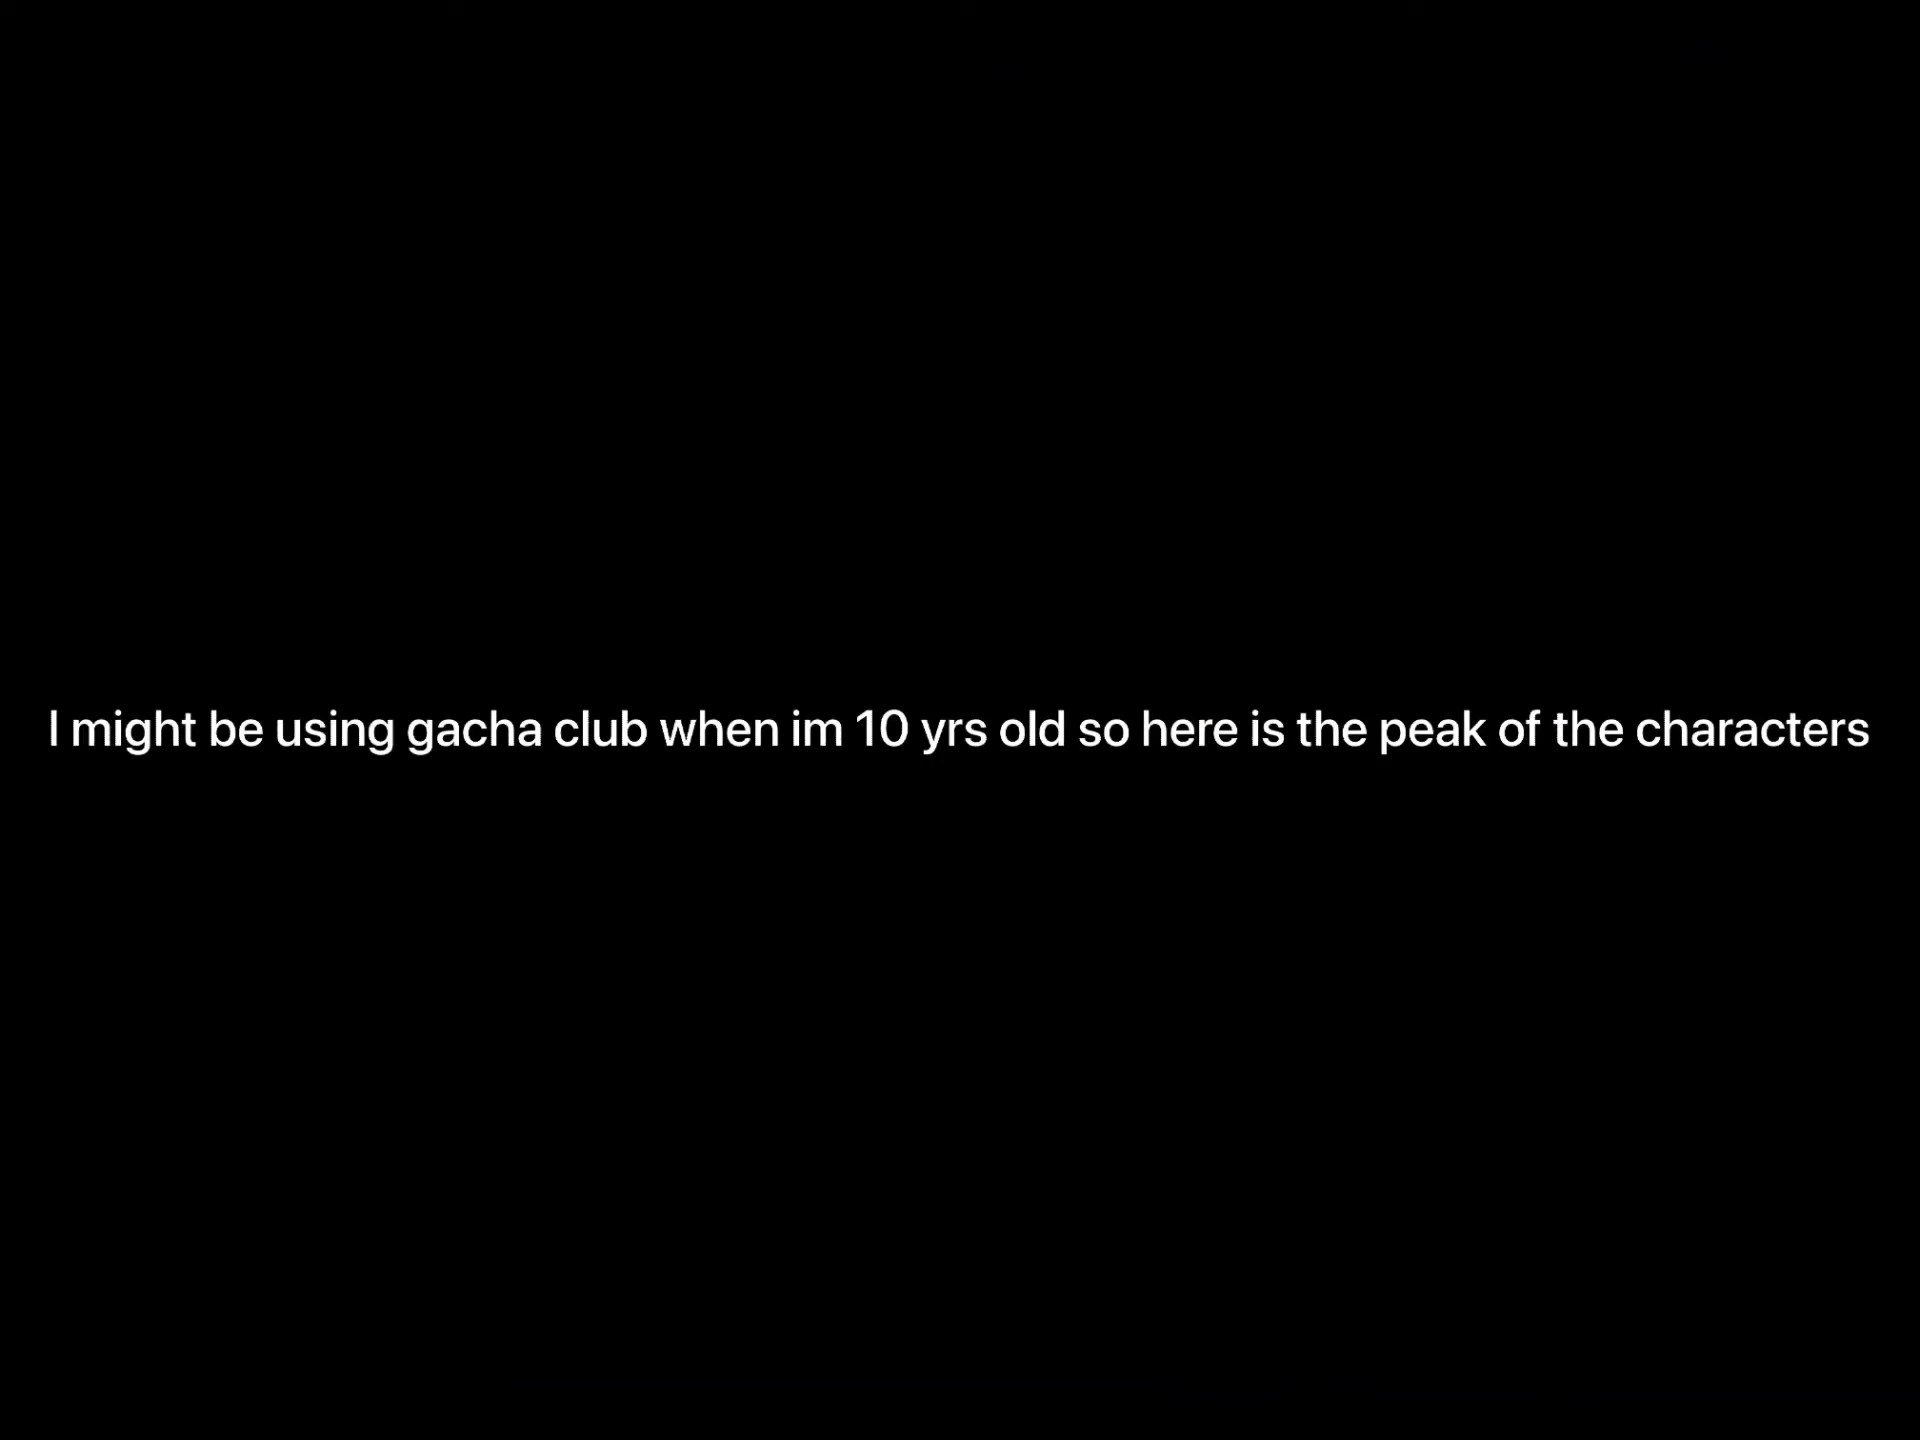 I might be using gacha club when im 10 yrs old so here is the peak of the characters